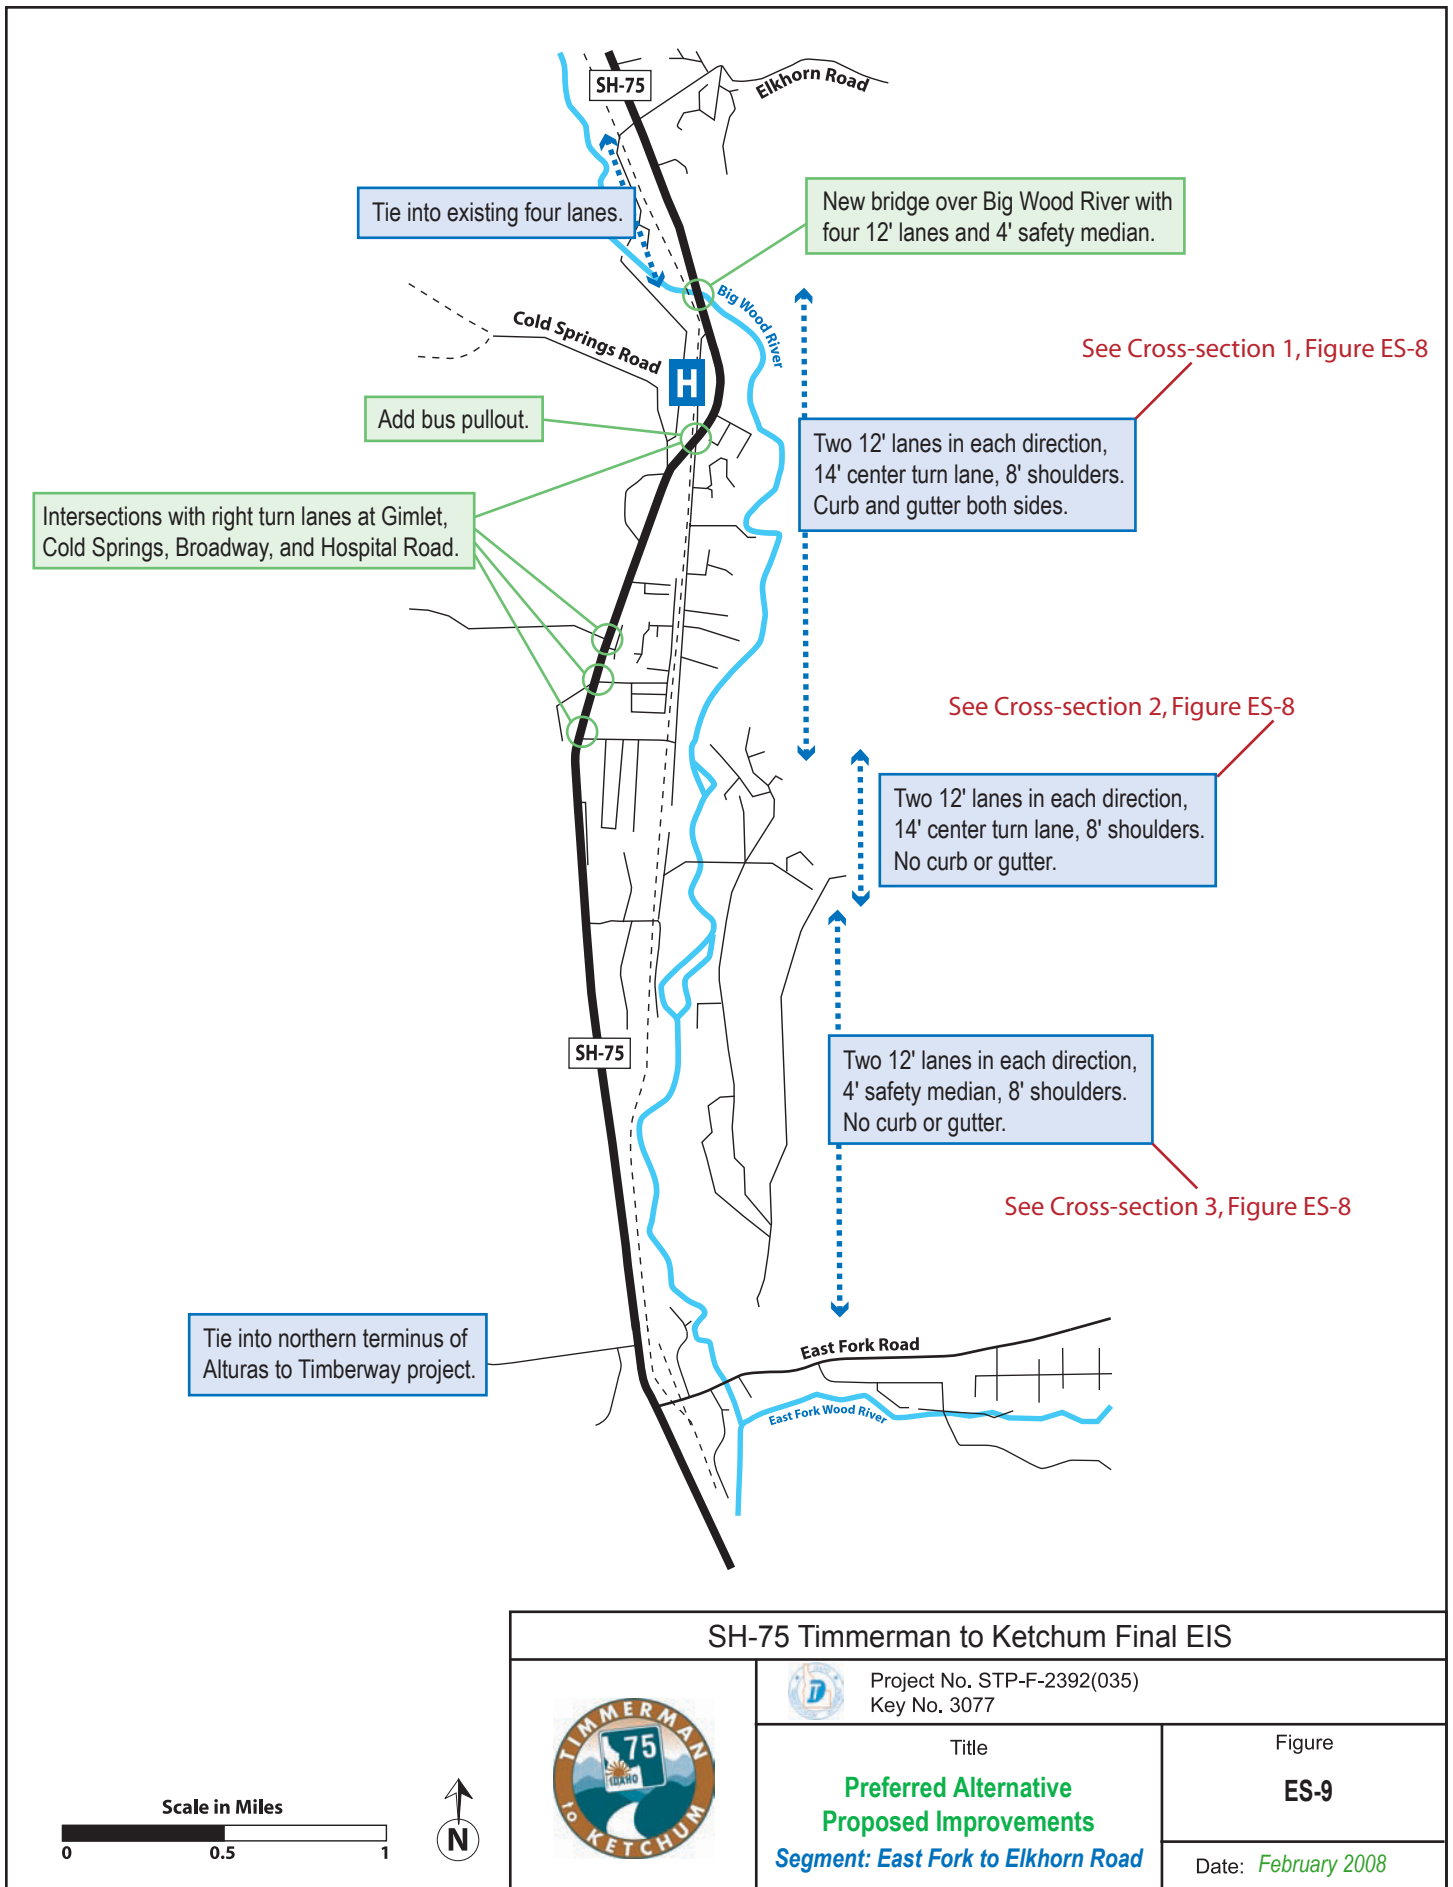 SH-75
Elkhorn Road
Tie into existing four lanes.
New bridge over Big Wood River with
four 12' lanes and 4' safety median.
Big Wood River
Cold Springs Road
H
See Cross-section 1, Figure ES-8
Add bus pullout.
Two 12' lanes in each direction,
14' center turn lane, 8' shoulders.
Curb and gutter both sides.
Intersections with right turn lanes at Gimlet,
Cold Springs, Broadway, and Hospital Road.
See Cross-section 2, Figure ES-8
Two 12' lanes in each direction,
14' center turn lane, 8' shoulders.
No curb or gutter.
SH-75
Two 12' lanes in each direction,
4' safety median, 8' shoulders.
No curb or gutter.
See Cross-section 3, Figure ES-8
Tie into northern terminus of
Alturas to Timberway project.
East Fork Road
East Fork Wood River
SH-75 Timmerman to Ketchum Final EIS
TIMMERMAN
75
IDAHO
to KETCHUM
Project No. STP-F-2392(035)
Key No. 3077
Title
Preferred Alternative
Proposed Improvements
Segment: East Fork to Elkhorn Road
Figure
ES-9
Date: February 2008
Scale in Miles
0 0.5 1
N